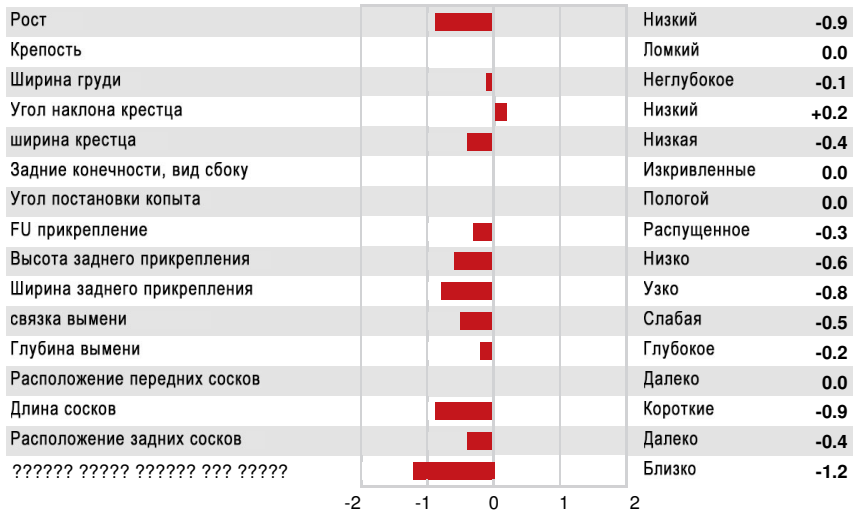 Рост Низкий -0.9
Крепость Ломкий 0.0
Ширина груди Неглубокое -0.1
Угол наклона крестца Низкий +0.2
ширина крестца Низкая -0.4
Задние конечности, вид сбоку Изкривленные 0.0
Угол постановки копыта Пологой 0.0
FU прикрепление Распущенное -0.3
Высота заднего прикрепления Низко -0.6
Ширина заднего прикрепления Узко -0.8
связка вымени Слабая -0.5
Глубина вымени Глубокое -0.2
Расположение передних сосков Далеко 0.0
Длина сосков Короткие -0.9
Расположение задних сосков Далеко -0.4
?????? ????? ?????? ??? ????? Близко -1.2
-2 -1 0 1 2